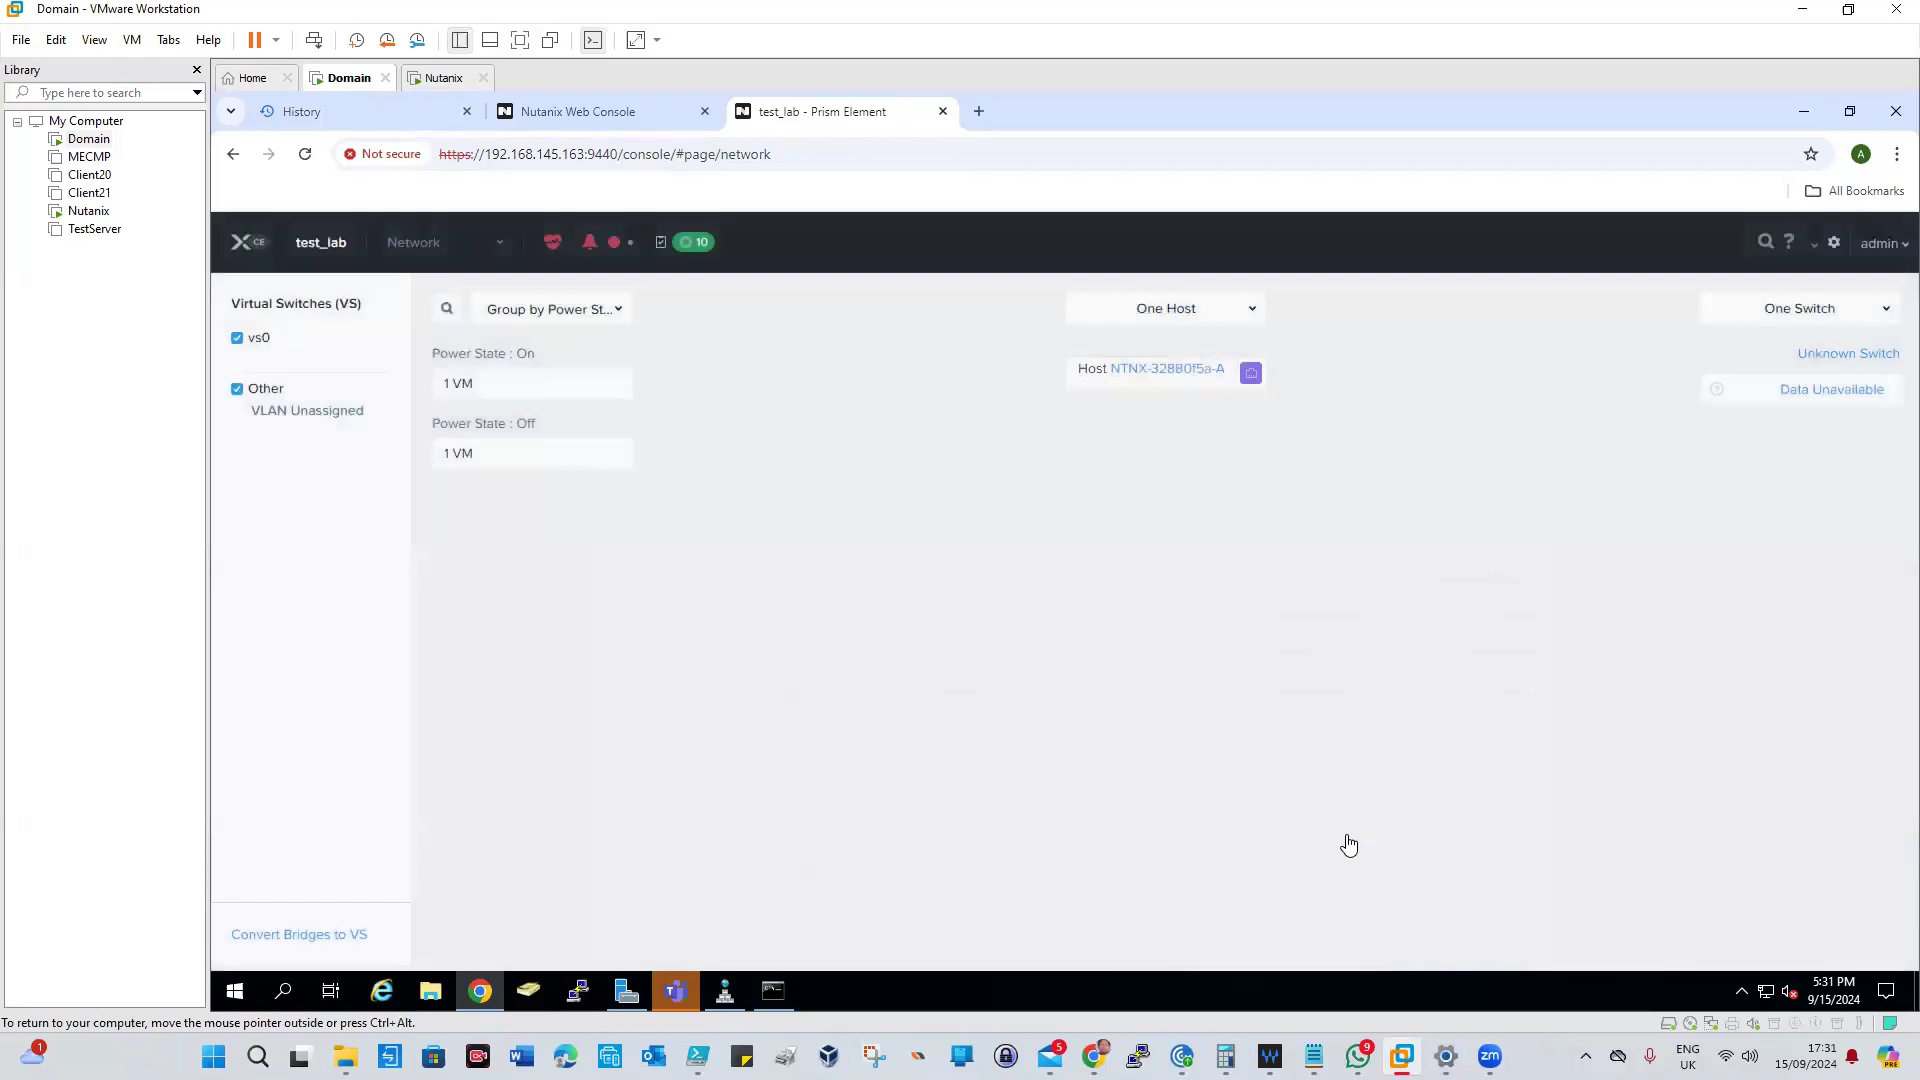 Domain - VMware Workstation
File Edit View VM Tabs Help
Library
Type here to search
My Computer
Domain
MECMP
Client20
Client21
Nutanix
TestServer
Home
Domain
Nutanix
History
Nutanix Web Console
test_lab - Prism Element
Not secure
https://192.168.145.163:9440/console/#page/network
A
All Bookmarks
X CE
test_lab
Network
10
?
admin
Virtual Switches (VS)
vs0
Other
VLAN Unassigned
Convert Bridges to VS
Group by Power St...
Power State : On
1 VM
Power State : Off
1 VM
One Host
Host NTNX-32880f5a-A
One Switch
Unknown Switch
Data Unavailable
5:31 PM
9/15/2024
To return to your computer, move the mouse pointer outside or press Ctrl+Alt.
1
5
9
zm
ENG
UK
17:31
15/09/2024
PRE